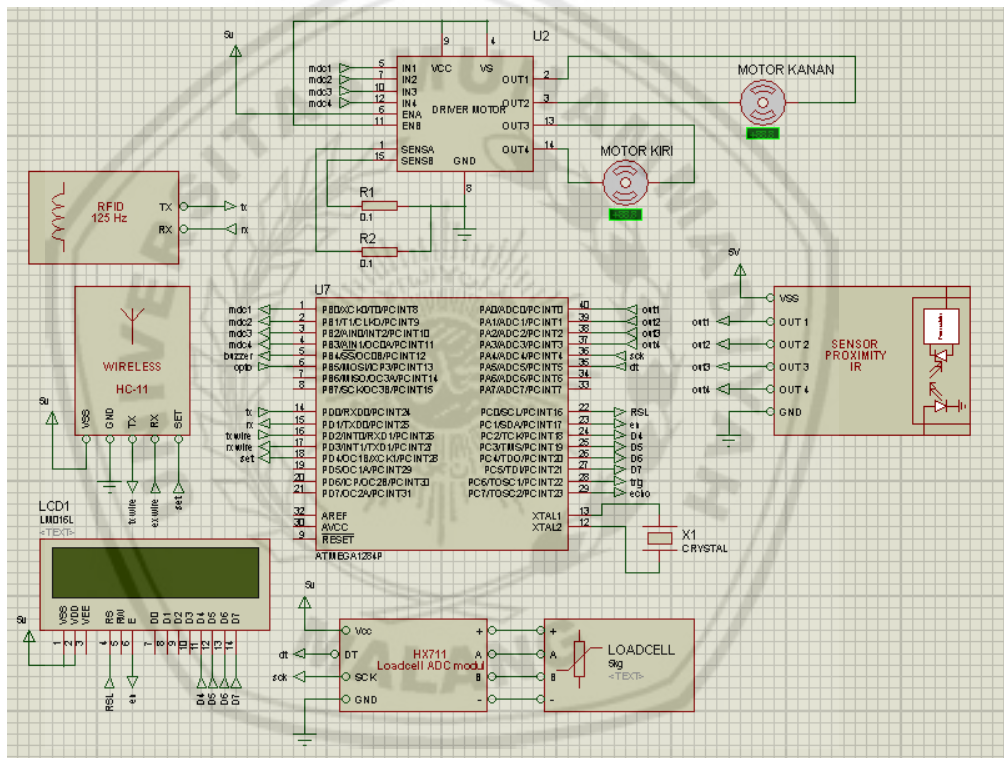 5u
9
4
U2
mdc1 5 IN1 VCC VS
mdc2 7 IN2 OUT1 2
mdc3 10 IN3
mdc4 12 IN4 DRIVER MOTOR OUT2 3
6 ENA
11 ENB OUT3 13
1 SENSA OUT4 14
15 SENSB GND
8
MOTOR KANAN
MOTOR KIRI
R1
0.1
R2
0.1
RFID
125 Hz
TX tx
RX rx
WIRELESS
HC-11
VSS GND TX RX SET
5u
txwire exwire set
U7
mdc1 1 PB0/XCK0/T0/PCINT8 PA0/ADC0/PCINT0 40 out1
mdc2 2 PB1/T1/CLKO/PCINT9 PA1/ADC1/PCINT1 39 out2
mdc3 3 PB2/AIN0/INT2/PCINT10 PA2/ADC2/PCINT2 38 out3
mdc4 4 PB3/AIN1/OC0A/PCINT11 PA3/ADC3/PCINT3 37 out4
buzzer 5 PB4/SS/OC0B/PCINT12 PA4/ADC4/PCINT4 36 sck
opto 6 PB5/MOSI/ICP3/PCINT13 PA5/ADC5/PCINT5 35 dt
7 PB6/MISO/OC3A/PCINT14 PA6/ADC6/PCINT6 34
8 PB7/SCK/OC3B/PCINT15 PA7/ADC7/PCINT7 33
tx 14 PD0/RXD0/PCINT24 PC0/SCL/PCINT16 22 RSL
rx 15 PD1/TXD0/PCINT25 PC1/SDA/PCINT17 23 en
txwire 16 PD2/INT0/RXD1/PCINT26 PC2/TCK/PCINT18 24 D4
rxwire 17 PD3/INT1/TXD1/PCINT27 PC3/TMS/PCINT19 25 D5
set 18 PD4/OC1B/XCK1/PCINT28 PC4/TDO/PCINT20 26 D6
19 PD5/OC1A/PCINT29 PC5/TDI/PCINT21 27 D7
20 PD6/ICP/OC2B/PCINT30 PC6/TOSC1/PCINT22 28 trig
21 PD7/OC2A/PCINT31 PC7/TOSC2/PCINT23 29 echo
32 AREF XTAL1 13
30 AVCC XTAL2 12
9 RESET
ATMEGA1284P
X1
CRYSTAL
5V
VSS
out1 OUT 1
out2 OUT 2
out3 OUT 3
out4 OUT 4
GND
SENSOR
PROXIMITY
IR
LCD1
LM016L
<TEXT>
VSS VDD VEE RS RW E D0 D1 D2 D3 D4 D5 D6 D7
1 2 3 4 5 6 7 8 9 10 11 12 13 14
5u
RSL en D4 D5 D6 D7
5u
Vcc +
dt DT A
sck SCK B
GND -
HX711
Loadcell ADC modul
+
A
B
-
LOADCELL
5kg
<TEXT>
UNIVERSITAS MUHAMMADIYAH
MALANG